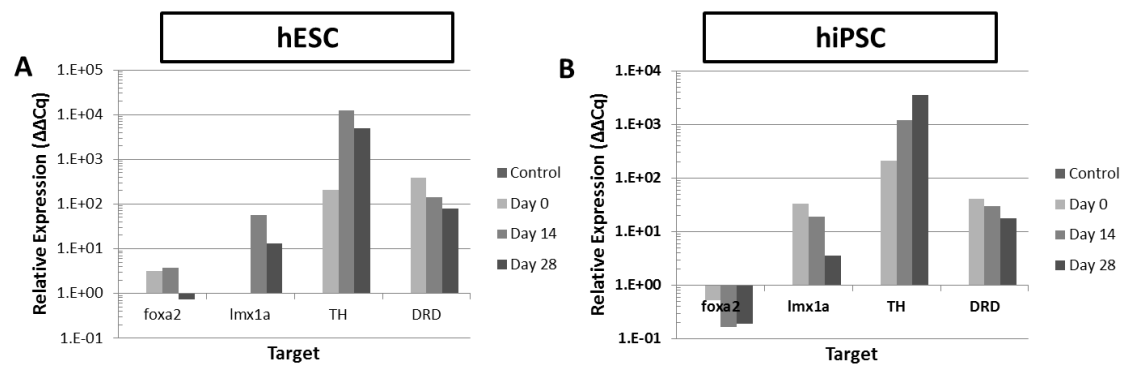 hESC
A
Relative Expression (ΔΔCq)
1.E+05
1.E+04
1.E+03
1.E+02
1.E+01
1.E+00
1.E-01
foxa2 lmx1a TH DRD
Target
Control
Day 0
Day 14
Day 28
hiPSC
B
Relative Expression (ΔΔCq)
1.E+04
1.E+03
1.E+02
1.E+01
1.E+00
1.E-01
foxa2 lmx1a TH DRD
Target
Control
Day 0
Day 14
Day 28